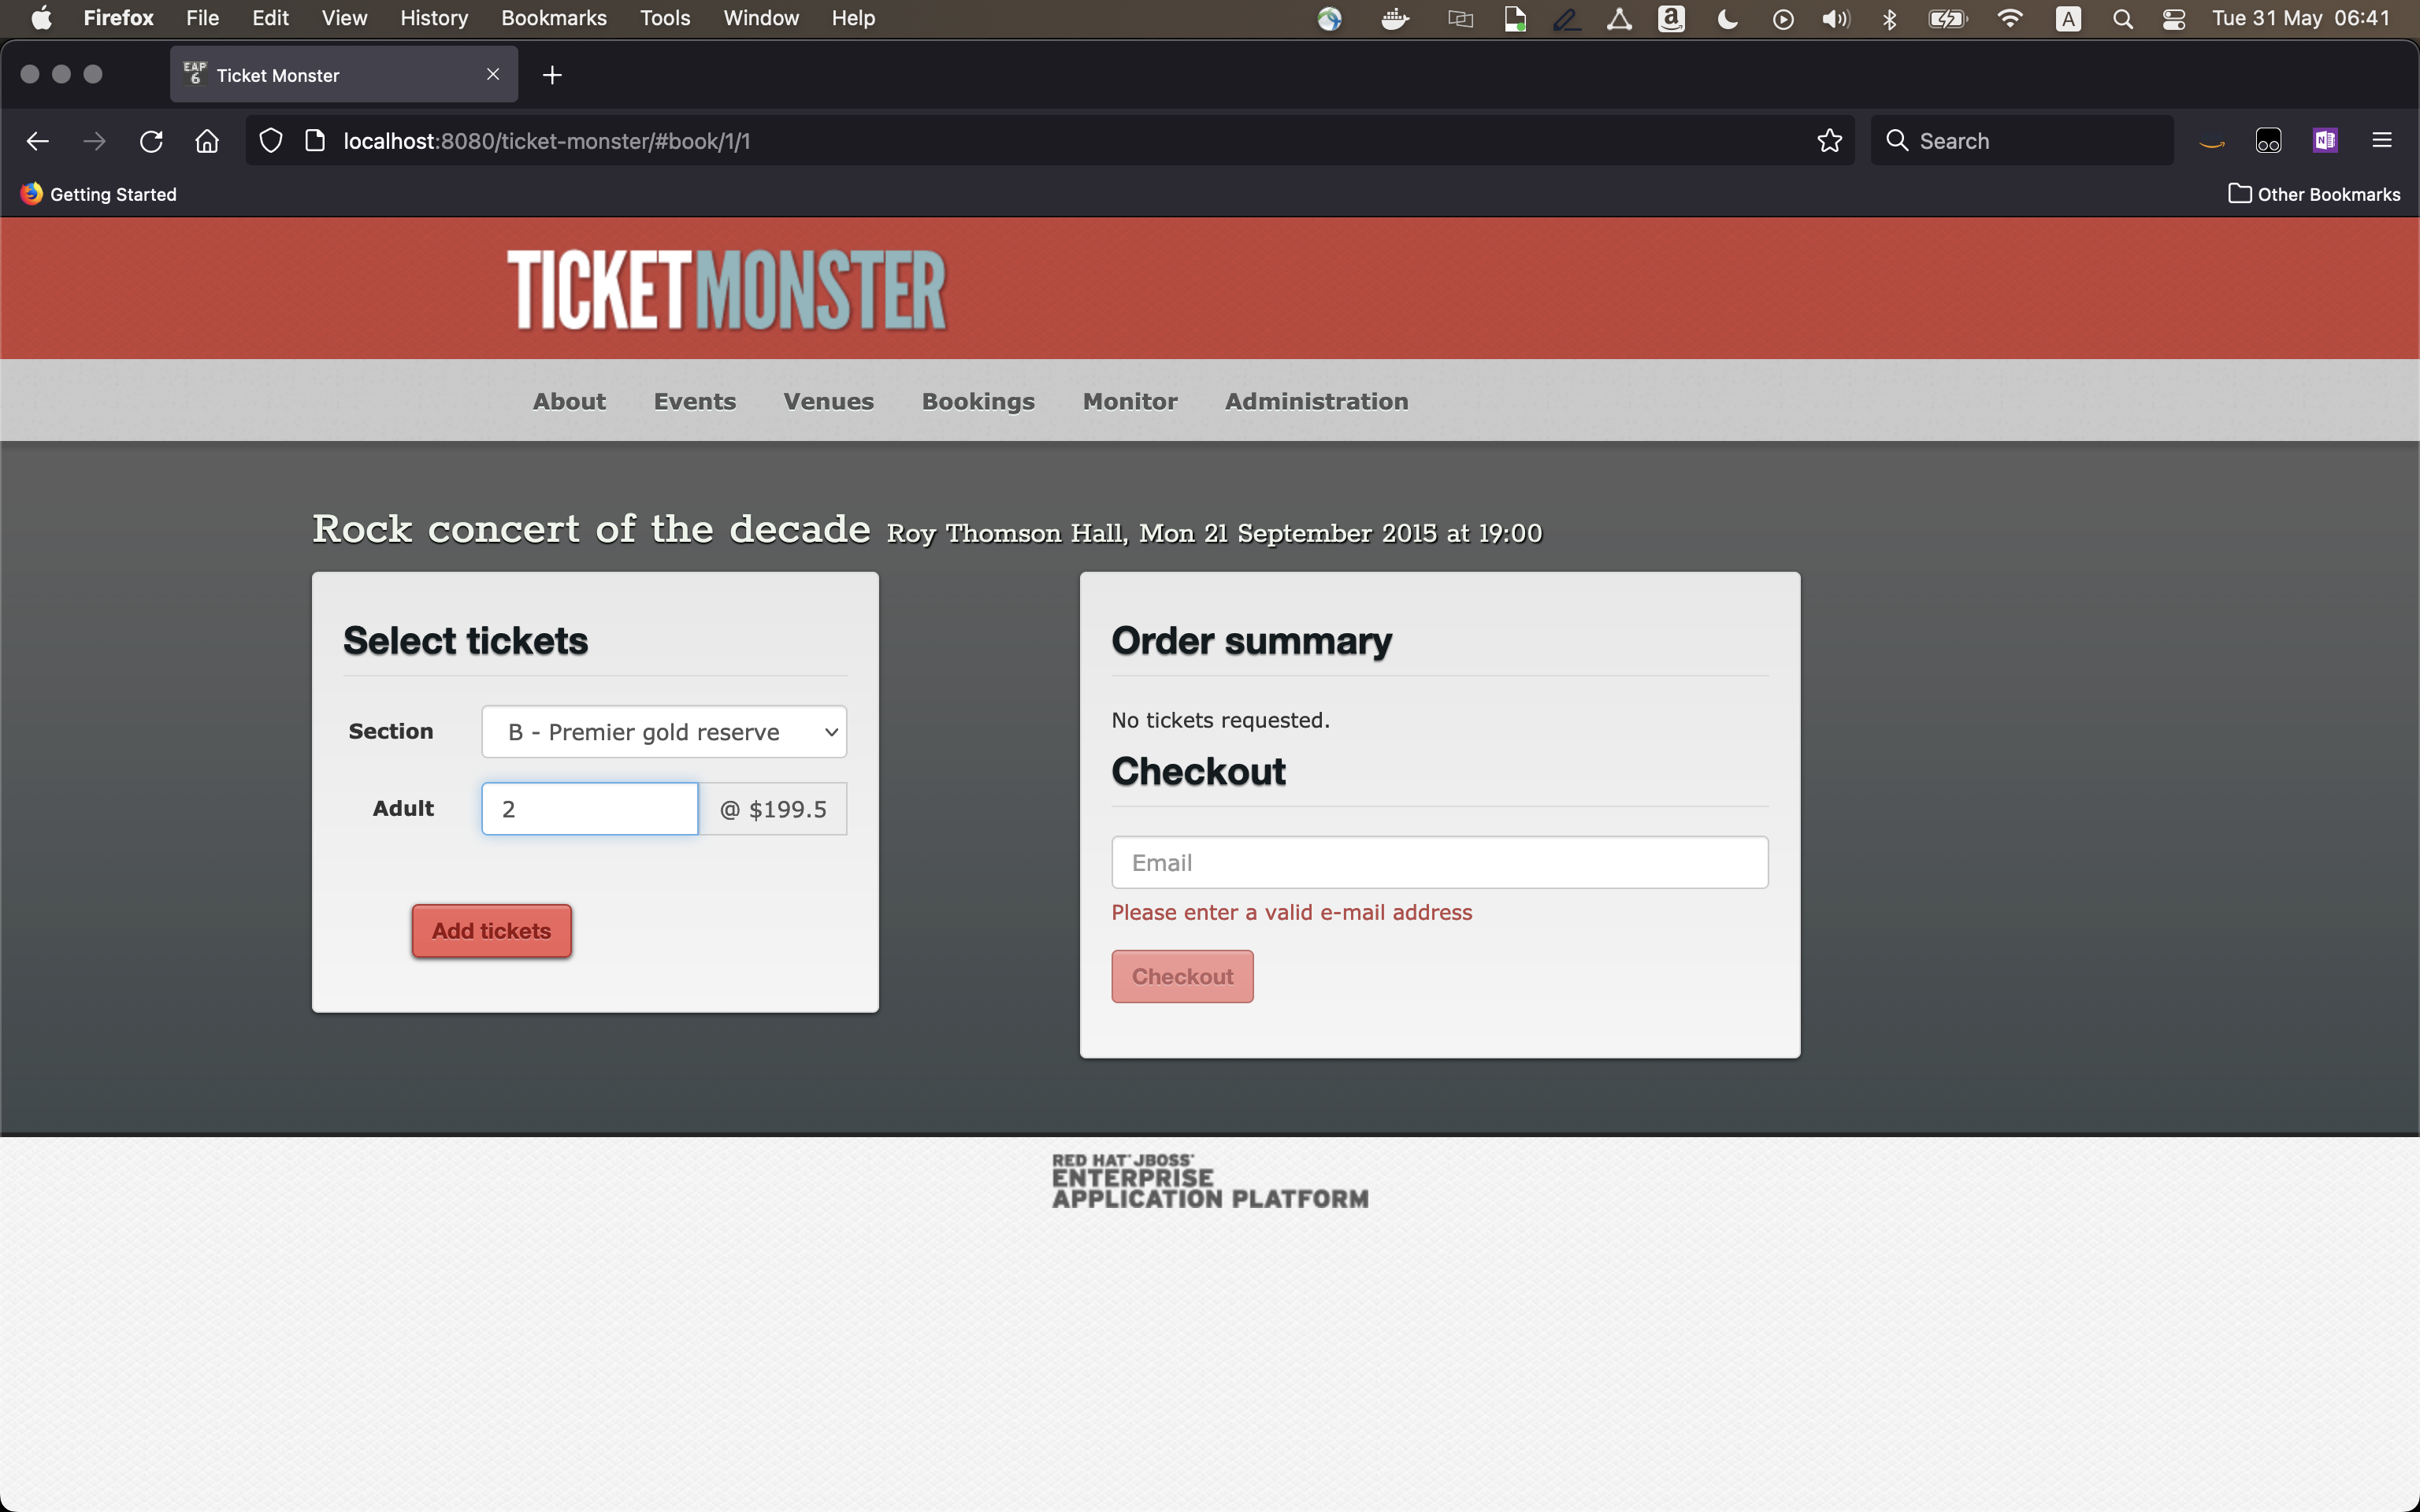 Firefox File Edit View History Bookmarks Tools Window Help a A Tue 31 May 06:41
EAP 6 Ticket Monster
localhost:8080/ticket-monster/#book/1/1 Search N
Getting Started Other Bookmarks
TICKETMONSTER
About Events Venues Bookings Monitor Administration
Rock concert of the decade Roy Thomson Hall, Mon 21 September 2015 at 19:00
Select tickets
Section B - Premier gold reserve
Adult 2 @ $199.5
Add tickets
Order summary
No tickets requested.
Checkout
Email
Please enter a valid e-mail address
Checkout
RED HAT JBOSS
ENTERPRISE
APPLICATION PLATFORM